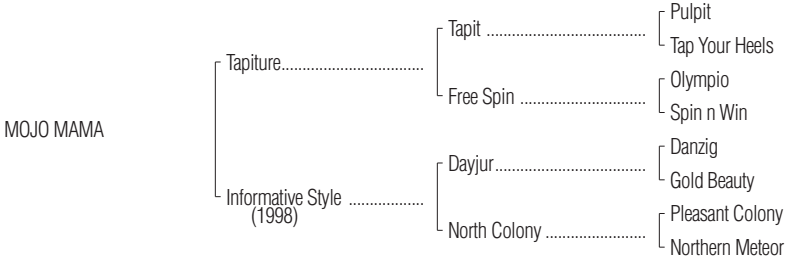 Pulpit
Tapit ................................
Tap Your Heels
Tapiture................................
Olympio
Free Spin .........................
Spin n Win
MOJO MAMA
Danzig
Dayjur..............................
Gold Beauty
Informative Style ................
(1998)
Pleasant Colony
North Colony ....................
Northern Meteor